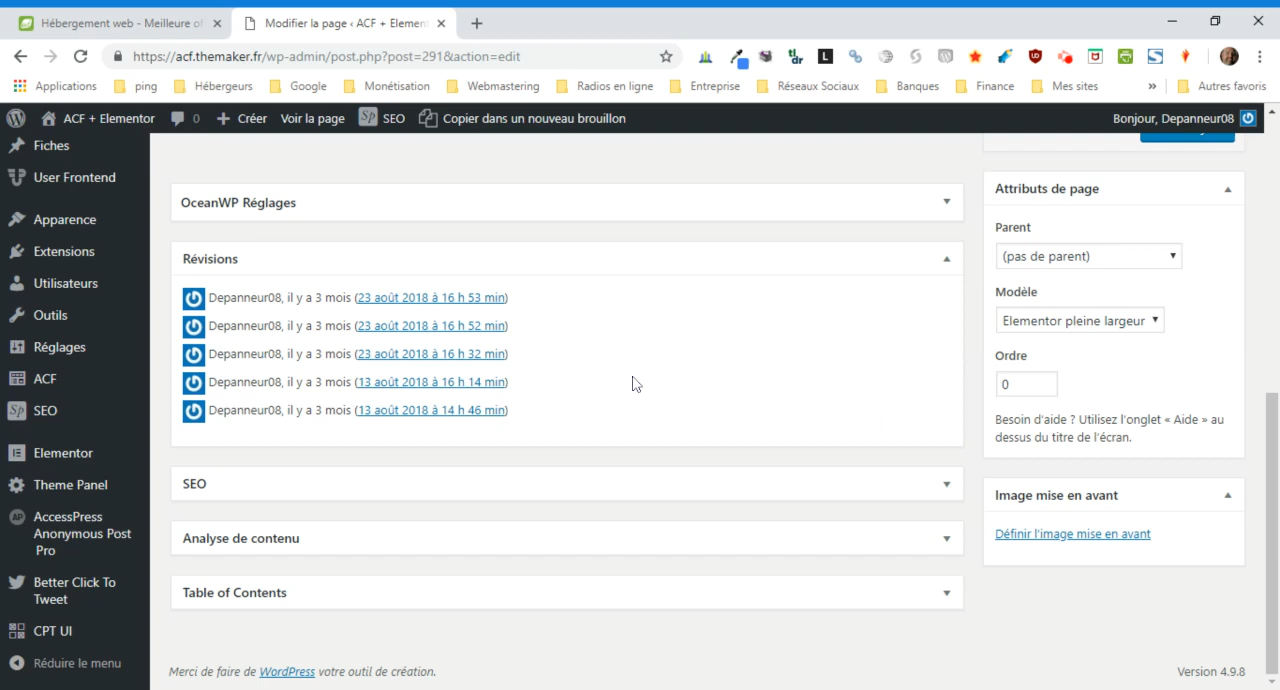 Hébergement web - Meilleure of
Modifier la page ‹ ACF + Element
https://acf.themaker.fr/wp-admin/post.php?post=291&action=edit
Applications
ping
Hébergeurs
Google
Monétisation
Webmastering
Radios en ligne
Entreprise
Réseaux Sociaux
Banques
Finance
Mes sites
»
Autres favoris
ACF + Elementor
0
Créer
Voir la page
SEO
Copier dans un nouveau brouillon
Bonjour, Depanneur08
Fiches
User Frontend
Apparence
Extensions
Utilisateurs
Outils
Réglages
ACF
SEO
Elementor
Theme Panel
AccessPress
Anonymous Post
Pro
Better Click To
Tweet
CPT UI
Réduire le menu
OceanWP Réglages
Révisions
Depanneur08, il y a 3 mois (23 août 2018 à 16 h 53 min)
Depanneur08, il y a 3 mois (23 août 2018 à 16 h 52 min)
Depanneur08, il y a 3 mois (23 août 2018 à 16 h 32 min)
Depanneur08, il y a 3 mois (13 août 2018 à 16 h 14 min)
Depanneur08, il y a 3 mois (13 août 2018 à 14 h 46 min)
SEO
Analyse de contenu
Table of Contents
Merci de faire de WordPress votre outil de création.
Attributs de page
Parent
(pas de parent)
Modèle
Elementor pleine largeur
Ordre
0
Besoin d'aide ? Utilisez l'onglet « Aide » au
dessus du titre de l'écran.
Image mise en avant
Définir l'image mise en avant
Version 4.9.8